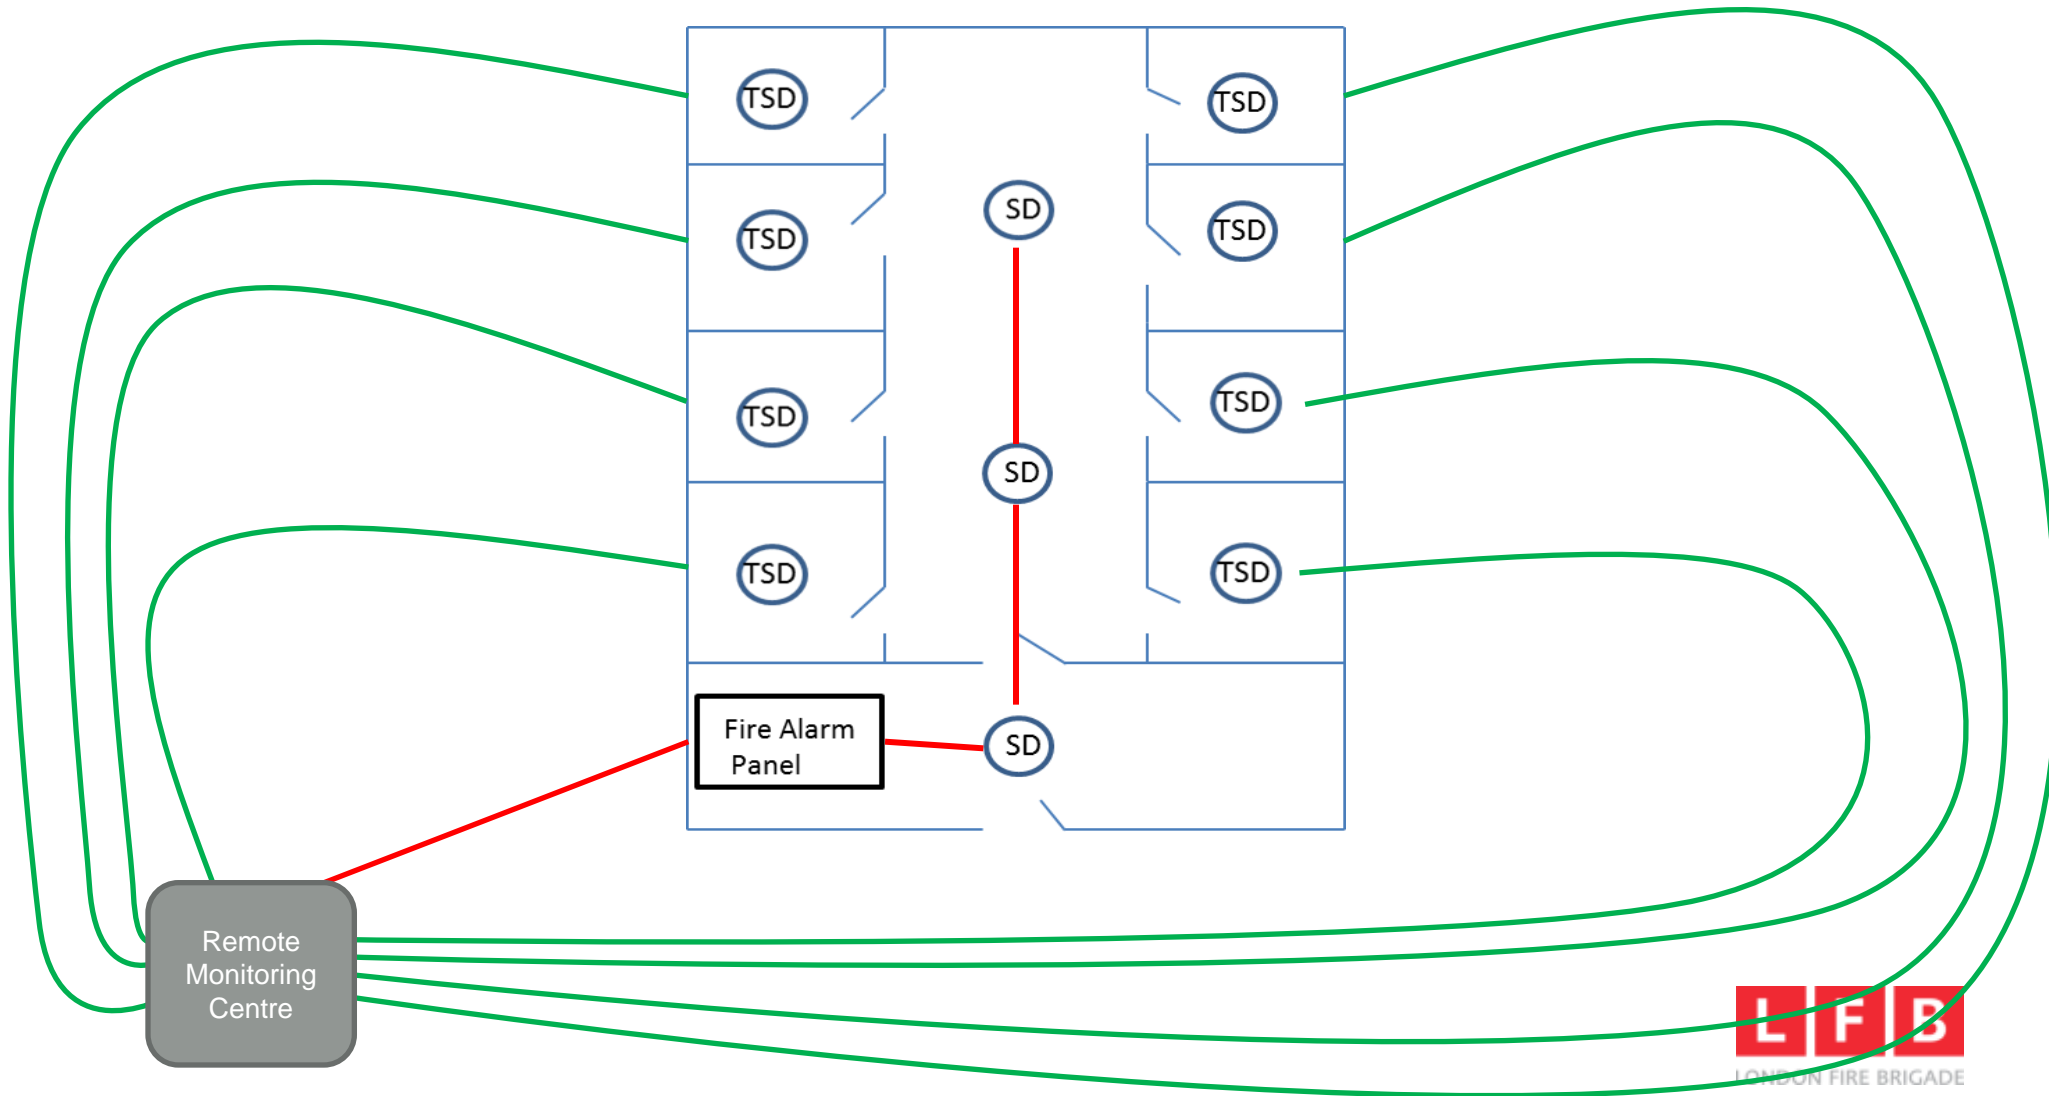 TSD
TSD
TSD
SD
TSD
TSD
SD
TSD
TSD
TSD
TSD
Fire Alarm
Panel
SD
Remote
Monitoring
Centre
LFB
LONDON FIRE BRIGADE